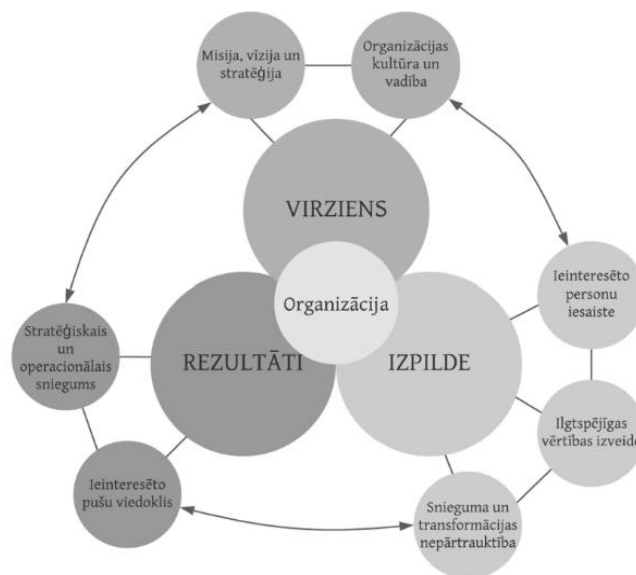 Misija, vīzija un
stratēģija
Organizācijas
kultūra un
vadība
VIRZIENS
Organizācija
REZULTĀTI
IZPILDE
Ieinteresēto
personu
iesaiste
Ilgtspējīgas
vērtības izveide
Snieguma un
transformācijas
nepārtrauktība
Stratēģiskais
un
operacionālais
sniegums
Ieinteresēto
pušu viedoklis